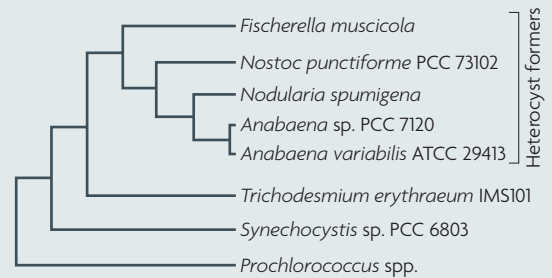 Fischerella muscicola
Nostoc punctiforme PCC 73102
Nodularia spumigena
Anabaena sp. PCC 7120
Anabaena variabilis ATCC 29413
Trichodesmium erythraeum IMS101
Synechocystis sp. PCC 6803
Prochlorococcus spp.
Heterocyst formers